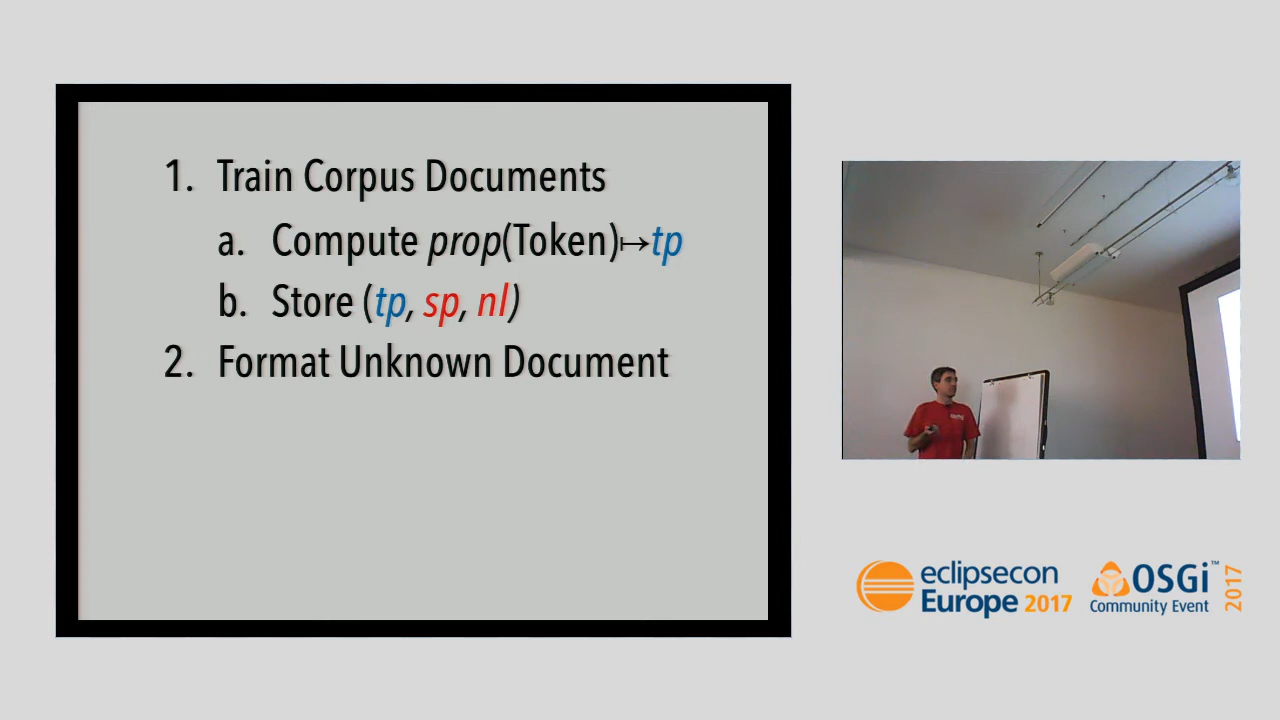 1. Train Corpus Documents
a. Compute prop(Token)↦tp
b. Store (tp, sp, nl)
2. Format Unknown Document
eclipsecon
Europe 2017
OSGi™
Community Event
2017